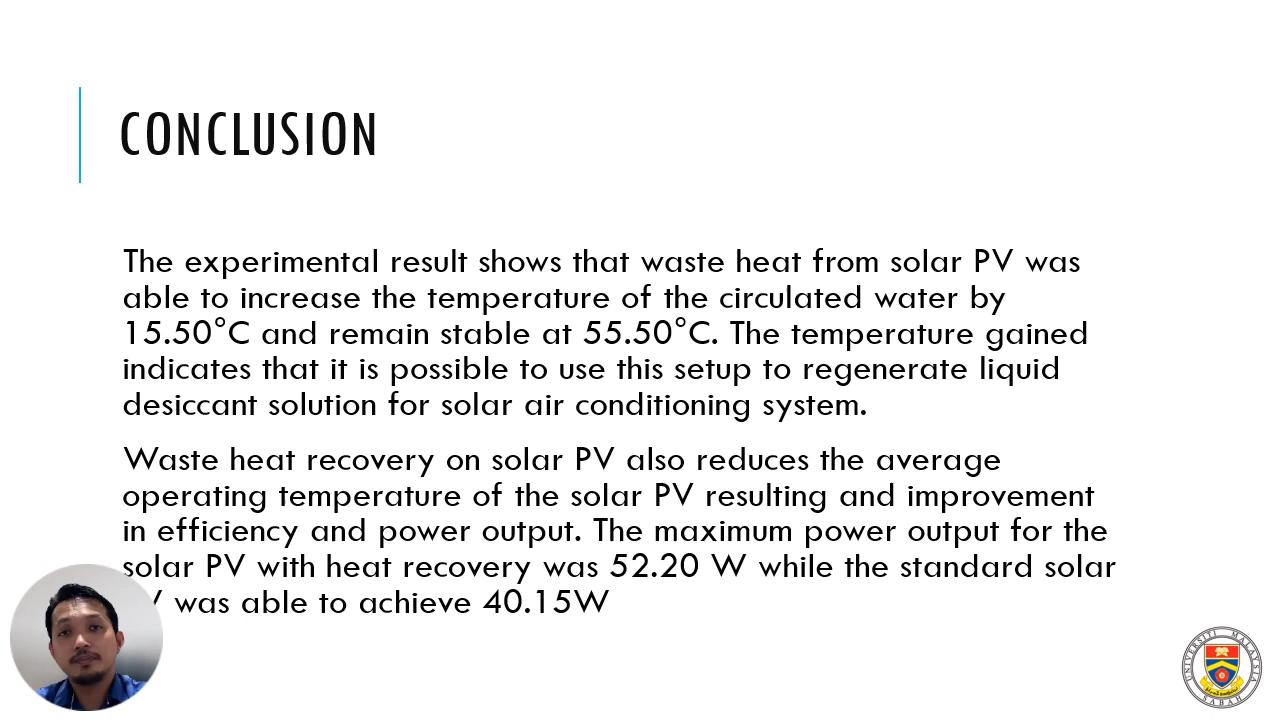 CONCLUSION
The experimental result shows that waste heat from solar PV was
able to increase the temperature of the circulated water by
15.50°C and remain stable at 55.50°C. The temperature gained
indicates that it is possible to use this setup to regenerate liquid
desiccant solution for solar air conditioning system.
Waste heat recovery on solar PV also reduces the average
operating temperature of the solar PV resulting and improvement
in efficiency and power output. The maximum power output for the
solar PV with heat recovery was 52.20 W while the standard solar
was able to achieve 40.15W
UNIVERSITI MALAYSIA
SABAH